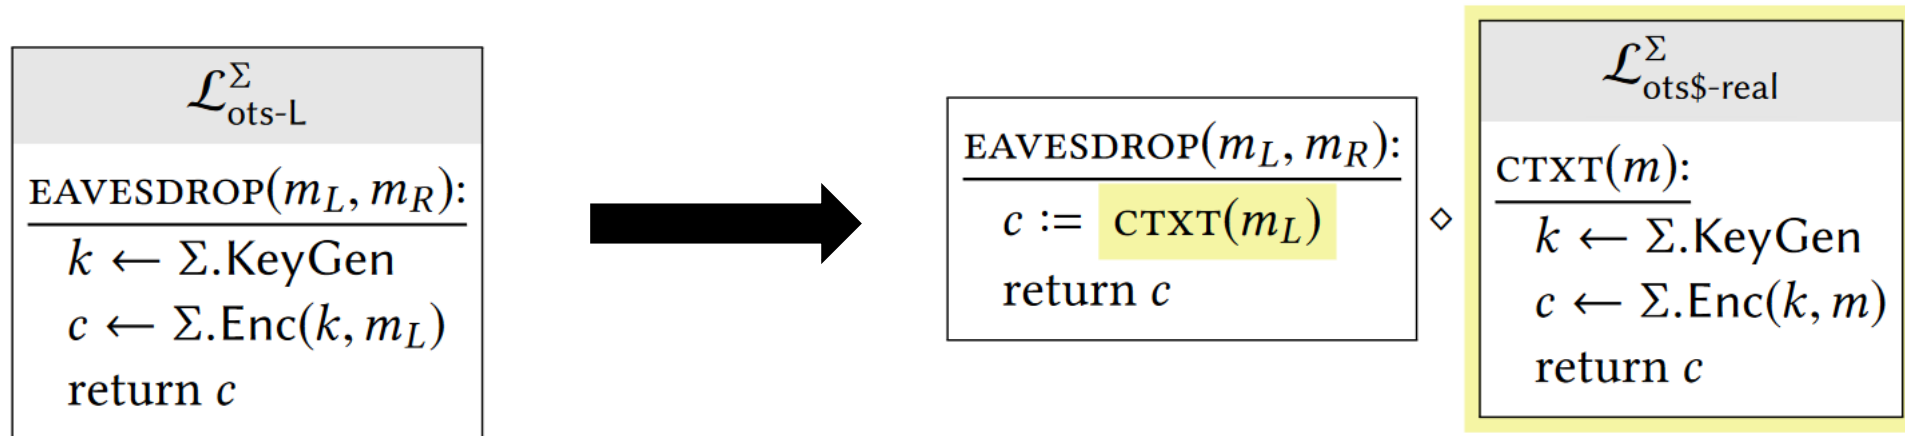 ℒ^Σ_ots-L
EAVESDROP(m_L, m_R):
k ← Σ.KeyGen
c ← Σ.Enc(k, m_L)
return c
EAVESDROP(m_L, m_R):
c := CTXT(m_L)
return c
⋄
ℒ^Σ_ots$-real
CTXT(m):
k ← Σ.KeyGen
c ← Σ.Enc(k, m)
return c